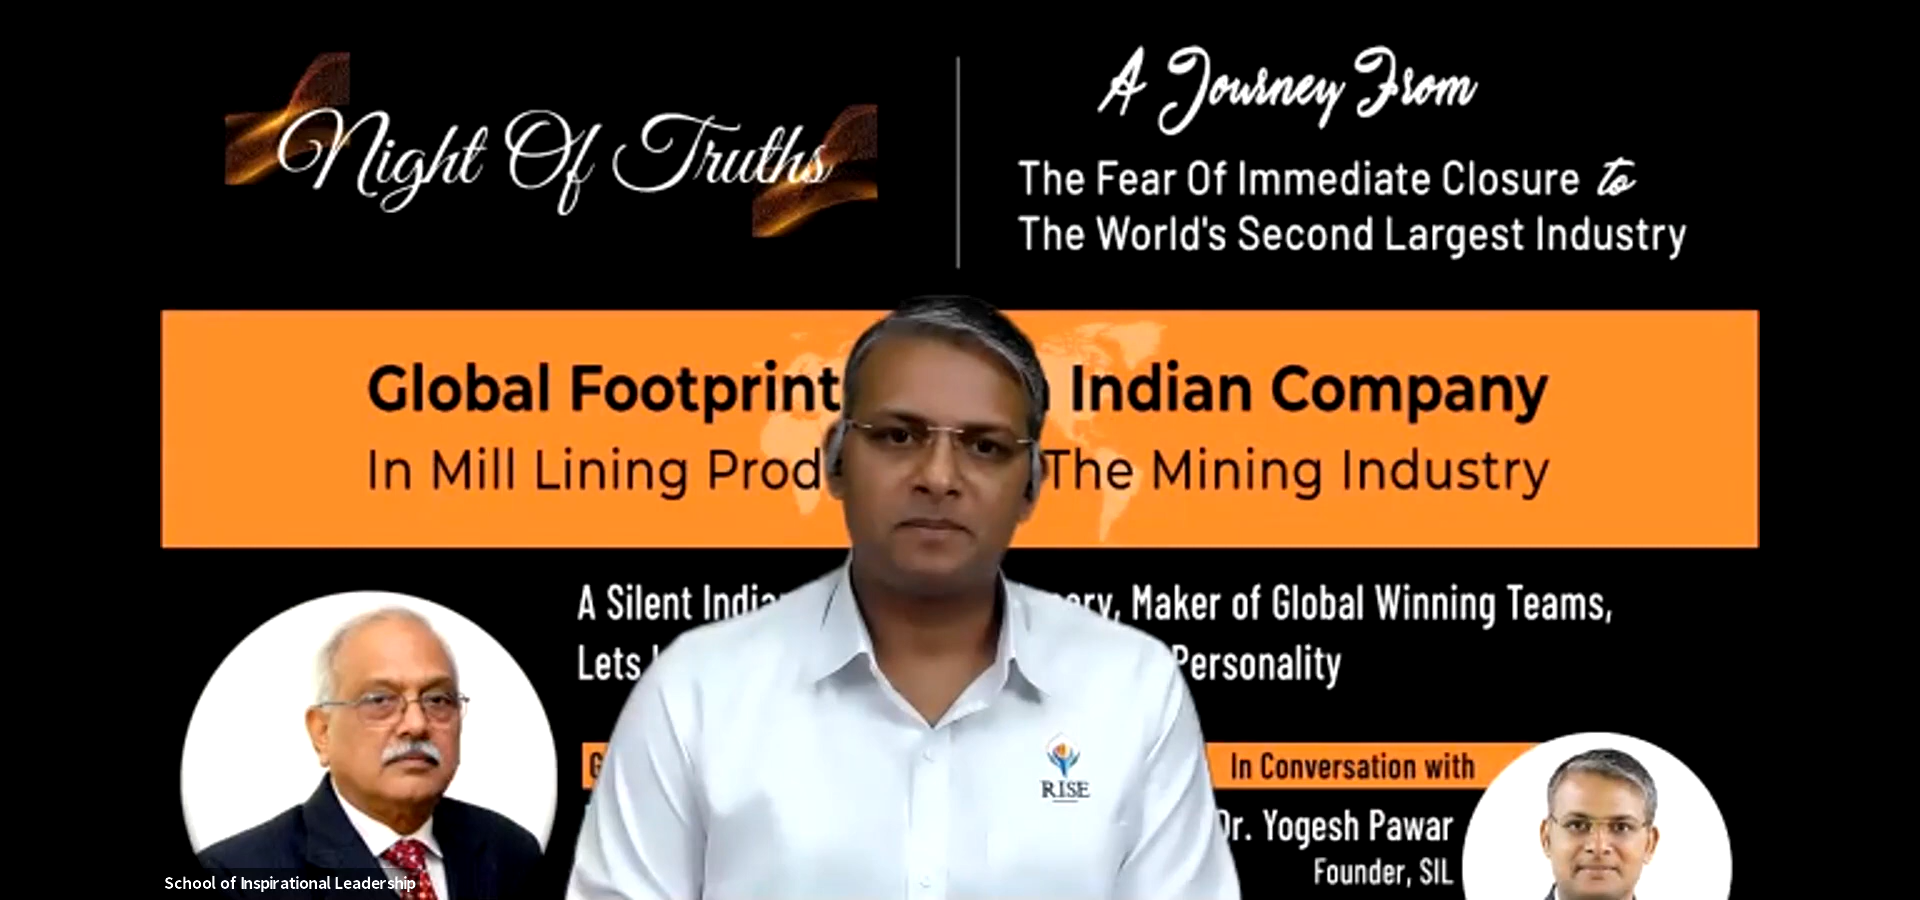 Night Of Truths
A Journey From
The Fear Of Immediate Closure to
The World's Second Largest Industry
Global Footprint Indian Company
In Mill Lining The Mining Industry
A Silent Maker of Global Winning Teams,
Lets Personality
RISE
In Conversation with
Dr. Yogesh Pawar
Founder, SIL
School of Inspirational Leadership